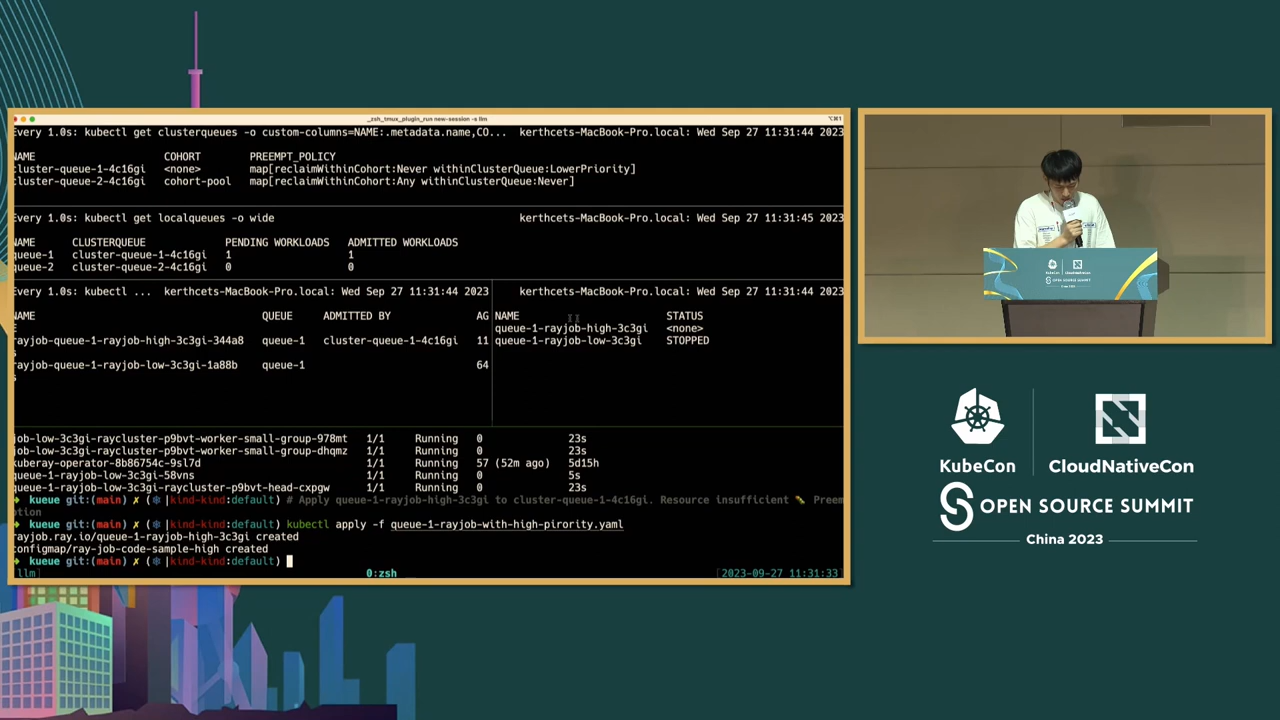 _zsh_tmux_plugin_run new-session -s llm
⌥⌘1
Every 1.0s: kubectl get clusterqueues -o custom-columns=NAME:.metadata.name,CO... kerthcets-MacBook-Pro.local: Wed Sep 27 11:31:44 2023
NAME COHORT PREEMPT_POLICY
cluster-queue-1-4c16gi <none> map[reclaimWithinCohort:Never withinClusterQueue:LowerPriority]
cluster-queue-2-4c16gi cohort-pool map[reclaimWithinCohort:Any withinClusterQueue:Never]
Every 1.0s: kubectl get localqueues -o wide kerthcets-MacBook-Pro.local: Wed Sep 27 11:31:45 2023
NAME CLUSTERQUEUE PENDING WORKLOADS ADMITTED WORKLOADS
queue-1 cluster-queue-1-4c16gi 1 1
queue-2 cluster-queue-2-4c16gi 0 0
Every 1.0s: kubectl ... kerthcets-MacBook-Pro.local: Wed Sep 27 11:31:44 2023
NAME QUEUE ADMITTED BY AG
E
rayjob-queue-1-rayjob-high-3c3gi-344a8 queue-1 cluster-queue-1-4c16gi 11
s
rayjob-queue-1-rayjob-low-3c3gi-1a88b queue-1 64
s
kerthcets-MacBook-Pro.local: Wed Sep 27 11:31:44 2023
NAME STATUS
queue-1-rayjob-high-3c3gi <none>
queue-1-rayjob-low-3c3gi STOPPED
job-low-3c3gi-raycluster-p9bvt-worker-small-group-978mt 1/1 Running 0 23s
job-low-3c3gi-raycluster-p9bvt-worker-small-group-dhqmz 1/1 Running 0 23s
kuberay-operator-8b86754c-9sl7d 1/1 Running 57 (52m ago) 5d15h
queue-1-rayjob-low-3c3gi-58vns 1/1 Running 0 5s
queue-1-rayjob-low-3c3gi-raycluster-p9bvt-head-cxpgw 1/1 Running 0 23s
➜ kueue git:(main) ✗ (⎈|kind-kind:default) # Apply queue-1-rayjob-high-3c3gi to cluster-queue-1-4c16gi. Resource insufficient 🐛 Preem
ption
➜ kueue git:(main) ✗ (⎈|kind-kind:default) kubectl apply -f queue-1-rayjob-with-high-pirority.yaml
rayjob.ray.io/queue-1-rayjob-high-3c3gi created
configmap/ray-job-code-sample-high created
➜ kueue git:(main) ✗ (⎈|kind-kind:default)
[llm] 0:zsh [2023-09-27 11:31:33]
KubeCon
CloudNativeCon
OPEN SOURCE SUMMIT
China 2023